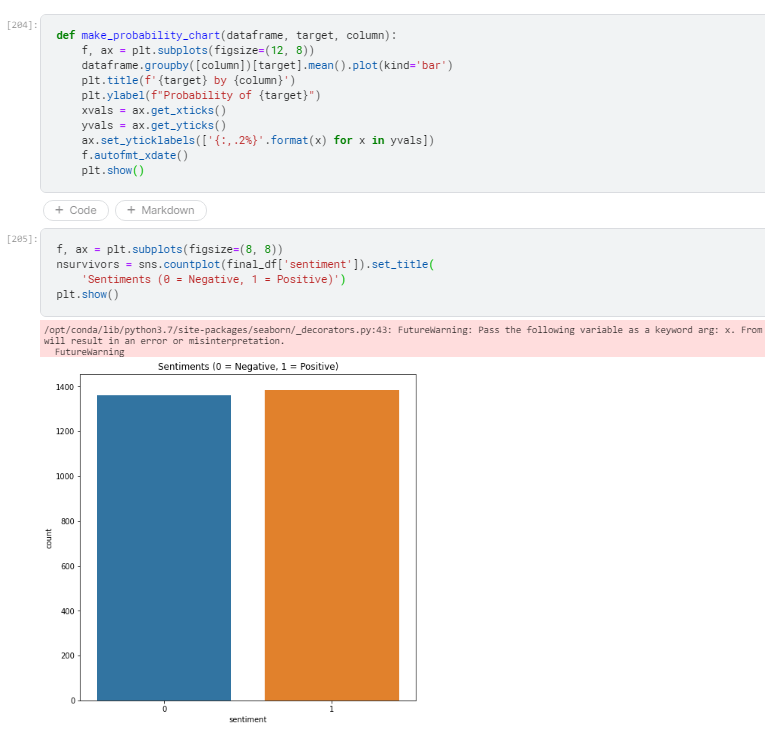 [204]:
def make_probability_chart(dataframe, target, column):
    f, ax = plt.subplots(figsize=(12, 8))
    dataframe.groupby([column])[target].mean().plot(kind='bar')
    plt.title(f'{target} by {column}')
    plt.ylabel(f"Probability of {target}")
    xvals = ax.get_xticks()
    yvals = ax.get_yticks()
    ax.set_yticklabels(['{:,.2%}'.format(x) for x in yvals])
    f.autofmt_xdate()
    plt.show()
+ Code + Markdown
[205]:
f, ax = plt.subplots(figsize=(8, 8))
nsurvivors = sns.countplot(final_df['sentiment']).set_title(
    'Sentiments (0 = Negative, 1 = Positive)')
plt.show()
/opt/conda/lib/python3.7/site-packages/seaborn/_decorators.py:43: FutureWarning: Pass the following variable as a keyword arg: x. From
will result in an error or misinterpretation.
  FutureWarning
Sentiments (0 = Negative, 1 = Positive)
1400
1200
1000
800
600
400
200
0
count
0 1
sentiment